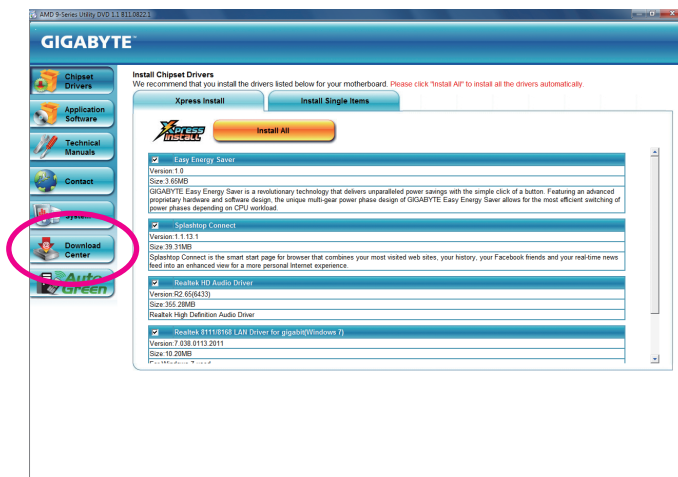 AMD 9-Series Utility DVD 1.1 B11.0822.1
GIGABYTE™
Chipset
Drivers
Application
Software
Technical
Manuals
Contact
System
Download
Center
Auto
Green
Install Chipset Drivers
We recommend that you install the drivers listed below for your motherboard. Please click "Install All" to install all the drivers automatically.
Xpress Install
Install Single Items
Xpress
INSTALL
Install All
Easy Energy Saver
Version:1.0
Size:3.65MB
GIGABYTE Easy Energy Saver is a revolutionary technology that delivers unparalleled power savings with the simple click of a button. Featuring an advanced
proprietary hardware and software design, the unique multi-gear power phase design of GIGABYTE Easy Energy Saver allows for the most efficient switching of
power phases depending on CPU workload.
Splashtop Connect
Version:1.1.13.1
Size:39.31MB
Splashtop Connect is the smart start page for browser that combines your most visited web sites, your history, your Facebook friends and your real-time news
feed into an enhanced view for a more personal Internet experience.
Realtek HD Audio Driver
Version:R2.65(6433)
Size:355.28MB
Realtek High Definition Audio Driver
Realtek 8111/8168 LAN Driver for gigabit(Windows 7)
Version:7.038.0113.2011
Size:10.20MB
For Windows 7 used